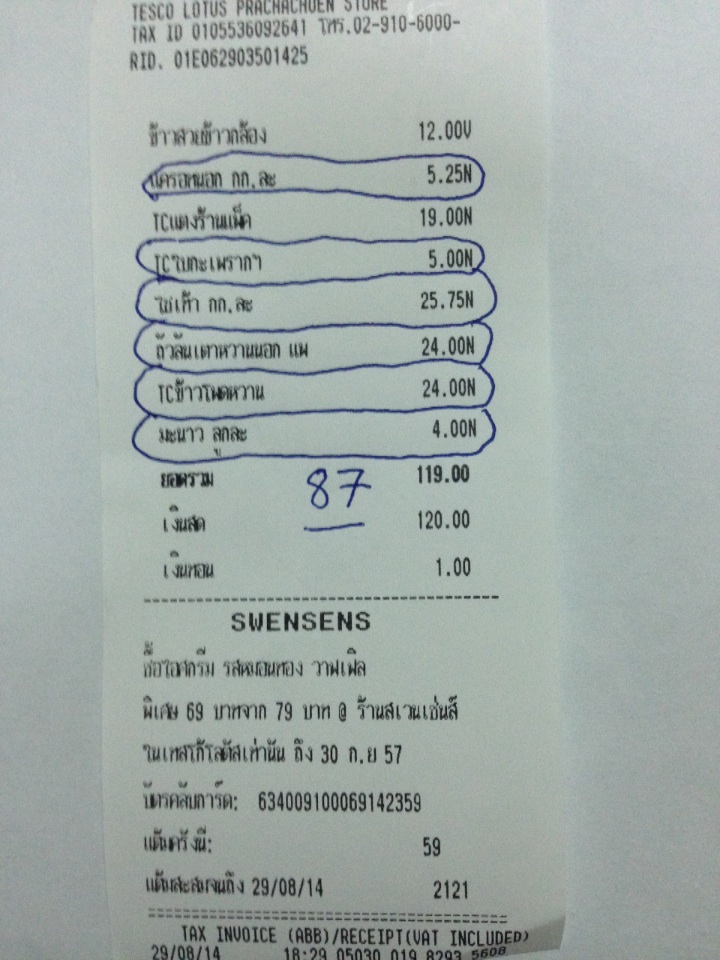 TESCO LOTUS PRACHACHUEN STORE
TAX ID 0105536092641 โทร.02-910-6000-
RID. 01E062903501425
ข้าวสวยข้าวกล้อง 12.00V
แครอทนอก กก.ละ 5.25N
TCแตงร้านแพ็ค 19.00N
TCใบกะเพราถาฯ 5.00N
ไข่เค็ม กก.ละ 25.75N
ถั่วลันเตาหวานนอก แพ 24.00N
TCข้าวโพดหวาน 24.00N
มะนาว ลูกละ 4.00N
ยอดรวม 119.00
87
เงินสด 120.00
เงินทอน 1.00
SWENSENS
ซื้อไอศกรีม รสหมอนทอง วาฟเฟิล
พิเศษ 69 บาทจาก 79 บาท @ ร้านสเวนเซ่นส์
ในเทสโก้โลตัสเท่านั้น ถึง 30 ก.ย 57
บัตรคลับการ์ด: 634009100069142359
แต้มครั้งนี้: 59
แต้มสะสมจนถึง 29/08/14 2121
TAX INVOICE (ABB)/RECEIPT(VAT INCLUDED)
29/08/14 18:29 05030 019 8293 5608